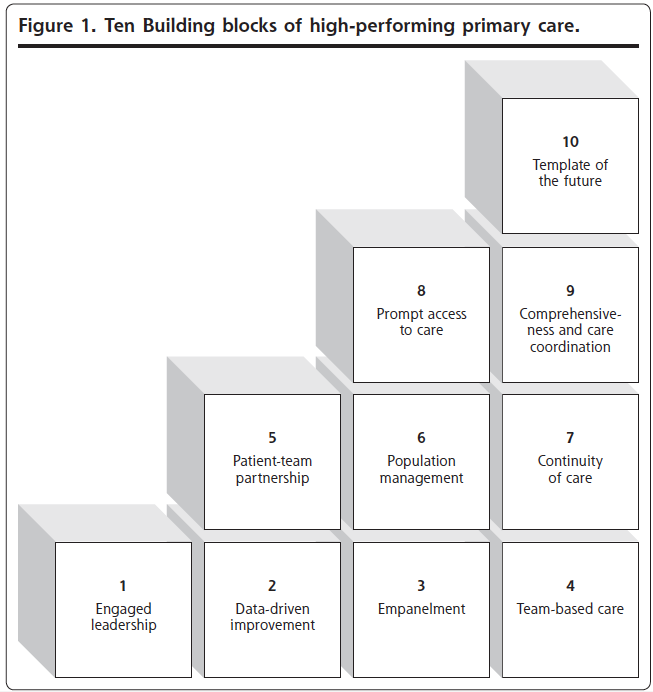 Figure 1. Ten Building blocks of high-performing primary care.
10
Template of
the future
8
Prompt access
to care
9
Comprehensive-
ness and care
coordination
5
Patient-team
partnership
6
Population
management
7
Continuity
of care
1
Engaged
leadership
2
Data-driven
improvement
3
Empanelment
4
Team-based care